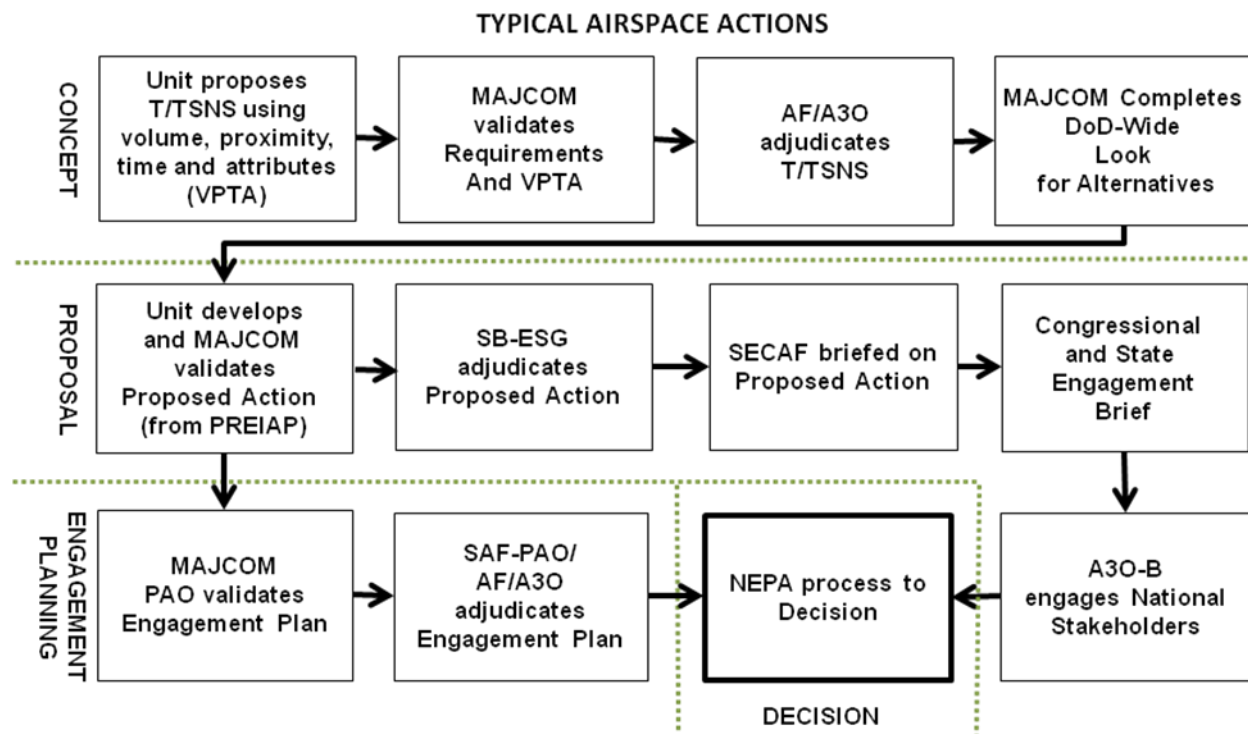 TYPICAL AIRSPACE ACTIONS
CONCEPT
Unit proposes
T/TSNS using
volume, proximity,
time and attributes
(VPTA)
MAJCOM
validates
Requirements
And VPTA
AF/A3O
adjudicates
T/TSNS
MAJCOM Completes
DoD-Wide
Look
for Alternatives
PROPOSAL
Unit develops
and MAJCOM
validates
Proposed Action
(from PREIAP)
SB-ESG
adjudicates
Proposed Action
SECAF briefed on
Proposed Action
Congressional
and State
Engagement
Brief
ENGAGEMENT
PLANNING
MAJCOM
PAO validates
Engagement Plan
SAF-PAO/
AF/A3O
adjudicates
Engagement Plan
NEPA process to
Decision
A3O-B
engages National
Stakeholders
DECISION